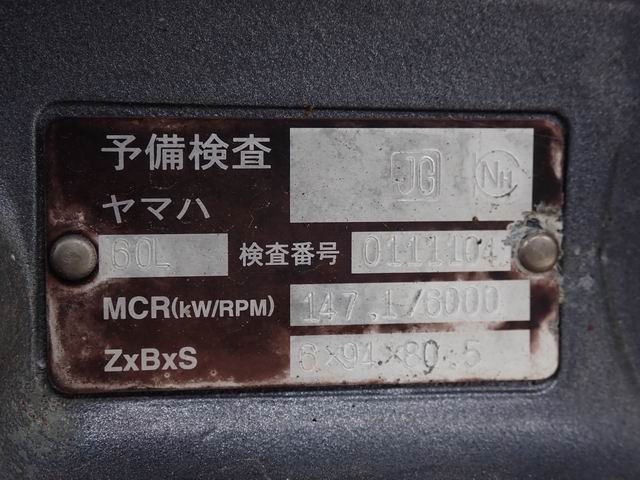 予備検査 JG NH
ヤマハ
60L 検査番号 0111104
MCR(kW/RPM) 147.1/6000
ZxBxS 6×94×80.5